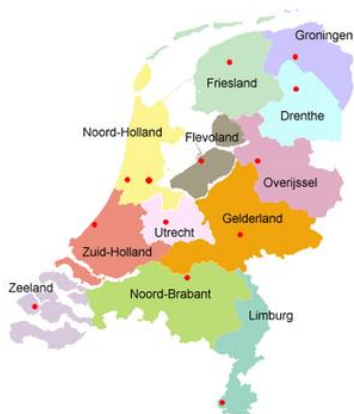 Groningen
Friesland
Drenthe
Noord-Holland
Flevoland
Overijssel
Gelderland
Utrecht
Zuid-Holland
Zeeland
Noord-Brabant
Limburg